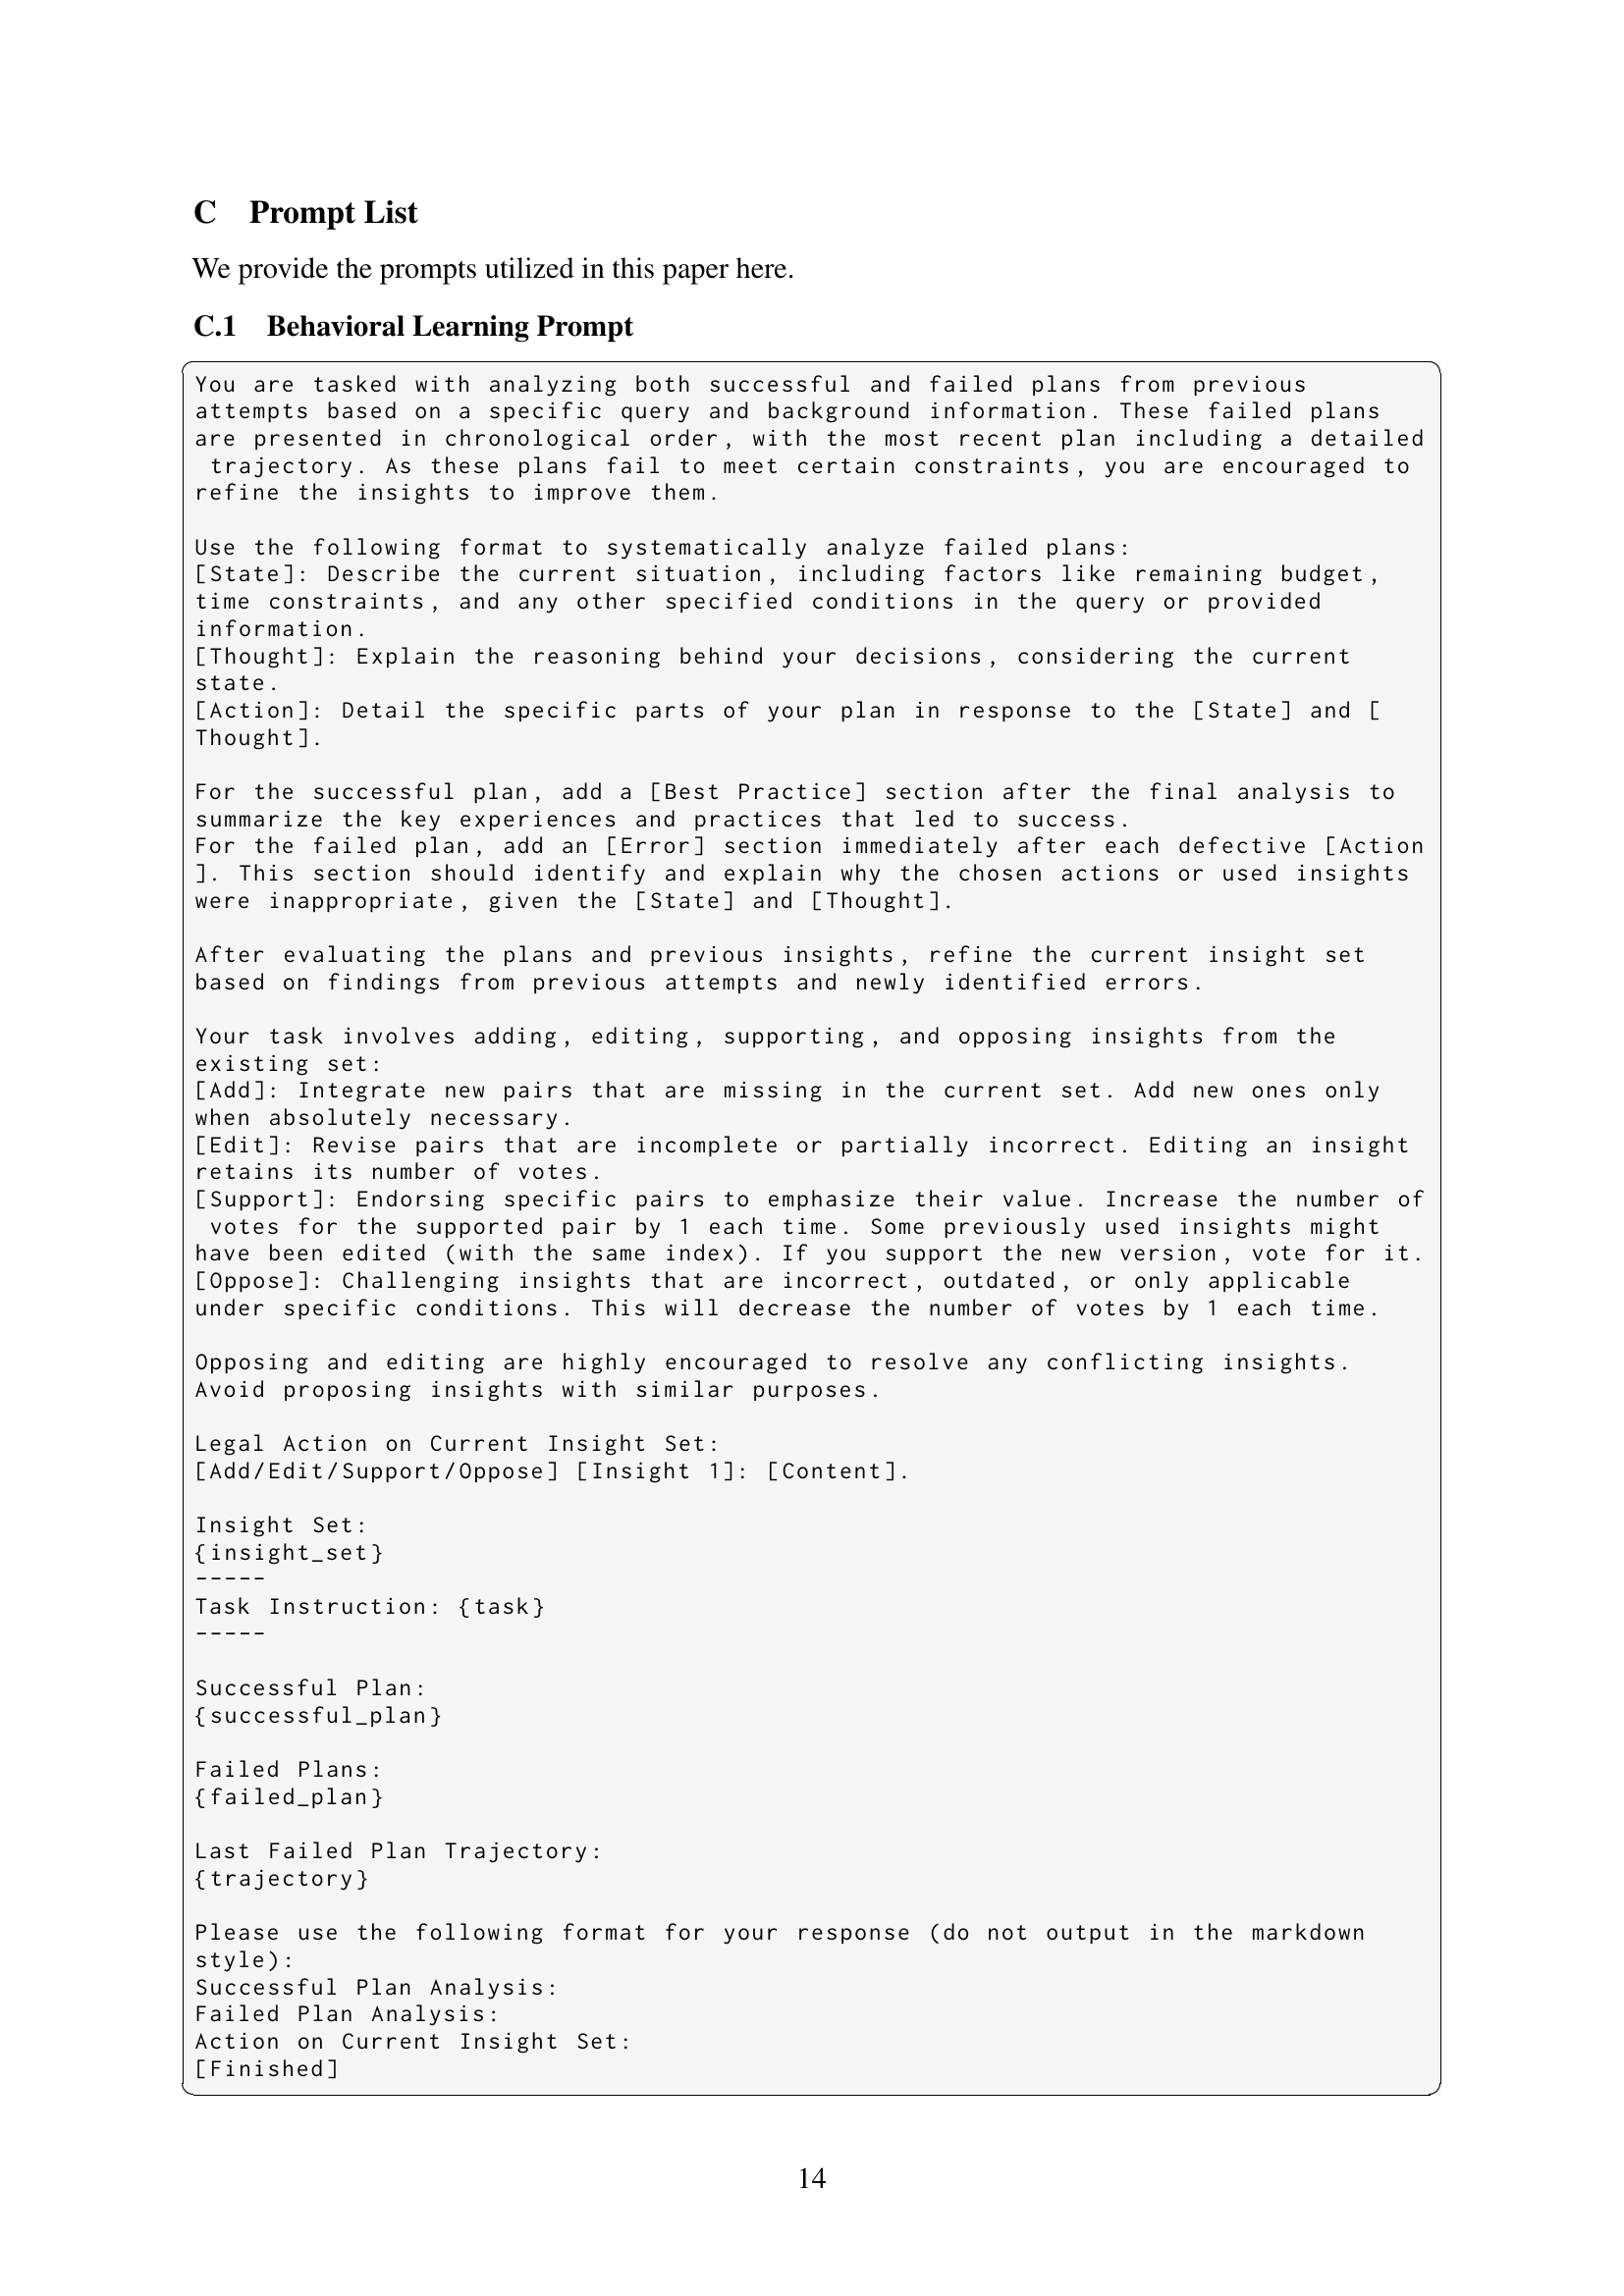 C Prompt List
We provide the prompts utilized in this paper here.
C.1 Behavioral Learning Prompt
You are tasked with analyzing both successful and failed plans from previous
attempts based on a specific query and background information. These failed plans
are presented in chronological order, with the most recent plan including a detailed
trajectory. As these plans fail to meet certain constraints, you are encouraged to
refine the insights to improve them.
Use the following format to systematically analyze failed plans:
[State]: Describe the current situation, including factors like remaining budget,
time constraints, and any other specified conditions in the query or provided
information.
[Thought]: Explain the reasoning behind your decisions, considering the current
state.
[Action]: Detail the specific parts of your plan in response to the [State] and [
Thought].
For the successful plan, add a [Best Practice] section after the final analysis to
summarize the key experiences and practices that led to success.
For the failed plan, add an [Error] section immediately after each defective [Action
]. This section should identify and explain why the chosen actions or used insights
were inappropriate, given the [State] and [Thought].
After evaluating the plans and previous insights, refine the current insight set
based on findings from previous attempts and newly identified errors.
Your task involves adding, editing, supporting, and opposing insights from the
existing set:
[Add]: Integrate new pairs that are missing in the current set. Add new ones only
when absolutely necessary.
[Edit]: Revise pairs that are incomplete or partially incorrect. Editing an insight
retains its number of votes.
[Support]: Endorsing specific pairs to emphasize their value. Increase the number of
votes for the supported pair by 1 each time. Some previously used insights might
have been edited (with the same index). If you support the new version, vote for it.
[Oppose]: Challenging insights that are incorrect, outdated, or only applicable
under specific conditions. This will decrease the number of votes by 1 each time.
Opposing and editing are highly encouraged to resolve any conflicting insights.
Avoid proposing insights with similar purposes.
Legal Action on Current Insight Set:
[Add/Edit/Support/Oppose] [Insight 1]: [Content].
Insight Set:
{insight_set}
-----
Task Instruction: {task}
-----
Successful Plan:
{successful_plan}
Failed Plans:
{failed_plan}
Last Failed Plan Trajectory:
{trajectory}
Please use the following format for your response (do not output in the markdown
style):
Successful Plan Analysis:
Failed Plan Analysis:
Action on Current Insight Set:
[Finished]
14